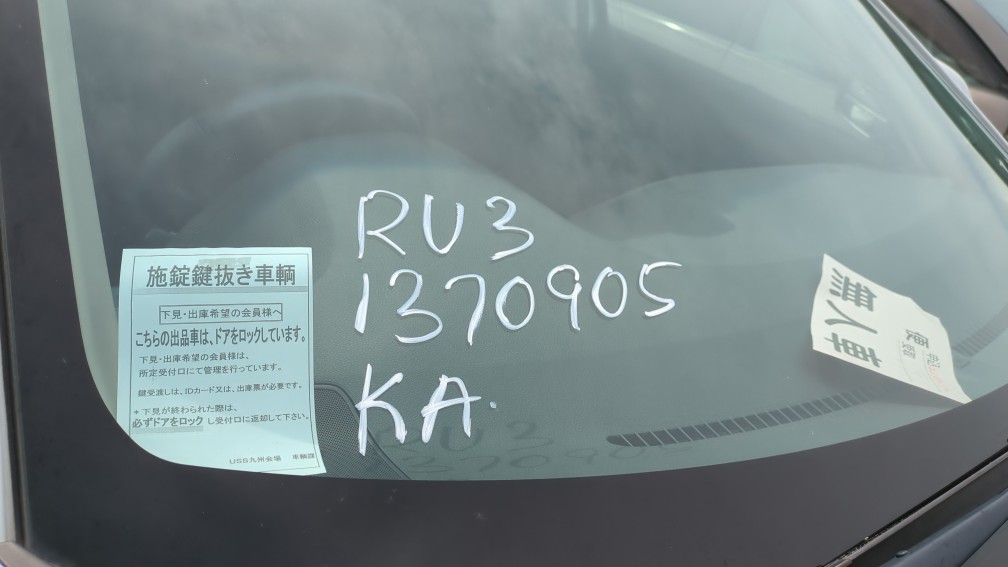 RU3
1370905
KA.
施錠鍵抜き車輌
下見・出庫希望の会員様へ
こちらの出品車は、ドアをロックしています。
下見・出庫希望の会員様は、
所定受付口にて管理を行っています。
鍵受渡しは、IDカード又は、出庫票が必要です。
*下見が終わられた際は、
必ずドアをロックし受付口に返却して下さい。
USS九州会場 車輌課
無人車